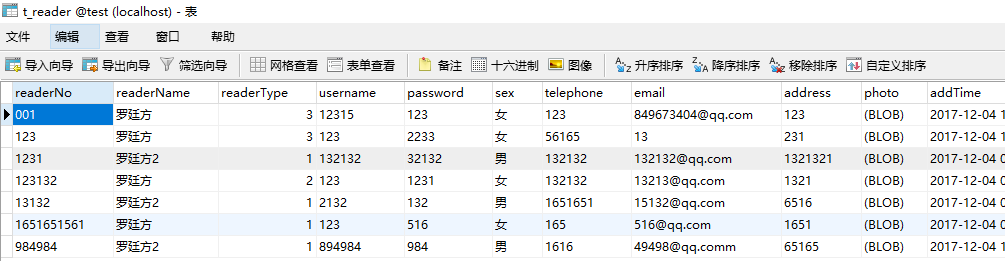 t_reader @test (localhost) - 表
文件 编辑 查看 窗口 帮助
导入向导 导出向导 筛选向导 网格查看 表单查看 备注 十六进制 图像 升序排序 降序排序 移除排序 自定义排序
readerNo readerName readerType username password sex telephone email address photo addTime
001 罗廷方 3 12315 123 女 123 849673404@qq.com 123 (BLOB) 2017-12-04 1
123 罗廷方 3 123 2233 女 56165 13 231 (BLOB) 2017-12-04 1
1231 罗廷方2 1 132132 32132 男 132132 132132@qq.com 1321321 (BLOB) 2017-12-04 0
123132 罗廷方 2 123 1231 女 132132 13213@qq.com 1321 (BLOB) 2017-12-04 0
13132 罗廷方2 1 2132 132 男 1651651 15132@qq.com 6516 (BLOB) 2017-12-04 0
1651651561 罗廷方 1 123 516 女 165 516@qq.com 1651 (BLOB) 2017-12-04 0
984984 罗廷方2 1 894984 984 男 1616 49498@qq.comm 65165 (BLOB) 2017-12-04 0